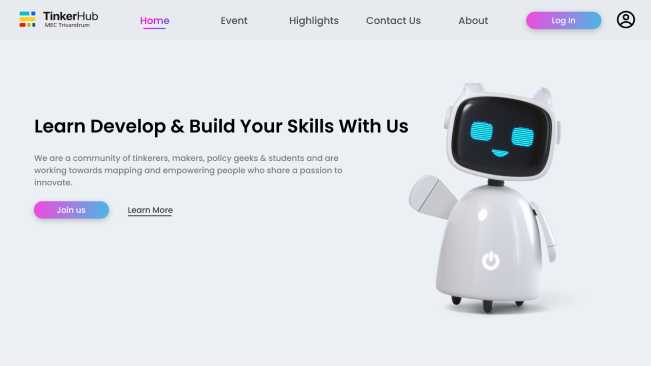 TinkerHub
MEC Trivandrum
Home
Event
Highlights
Contact Us
About
Log In
Learn Develop & Build Your Skills With Us
We are a community of tinkerers, makers, policy geeks & students and are
working towards mapping and empowering people who share a passion to
innovate.
Join us
Learn More